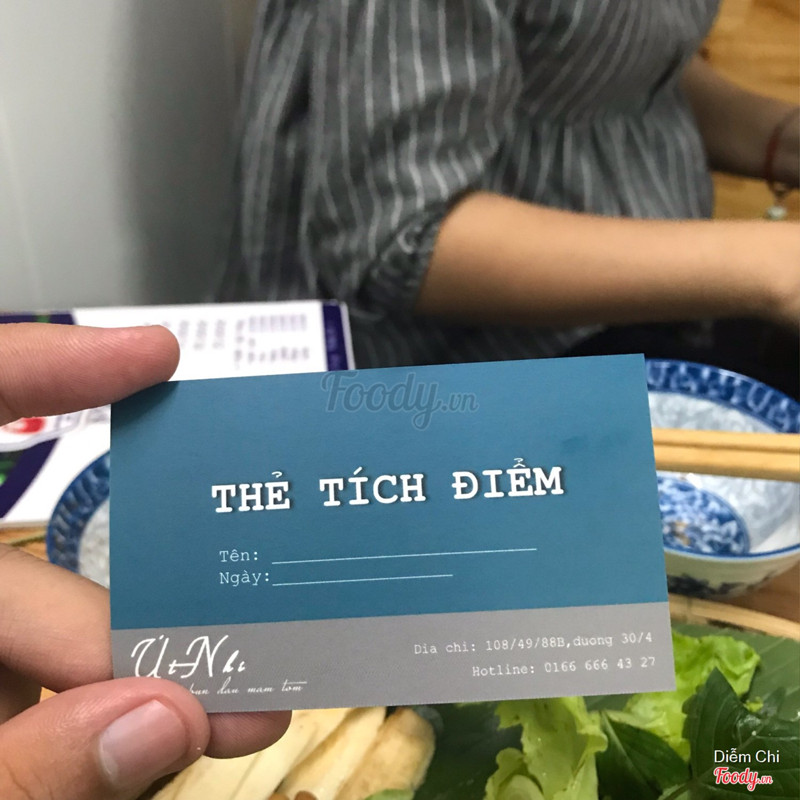 Foody.vn
THẺ TÍCH ĐIỂM
Tên:
Ngày:
Út Nhi
bun dau mam tom
Dia chi: 108/49/88B,duong 30/4
Hotline: 0166 666 43 27
Diễm Chi
Foody.vn